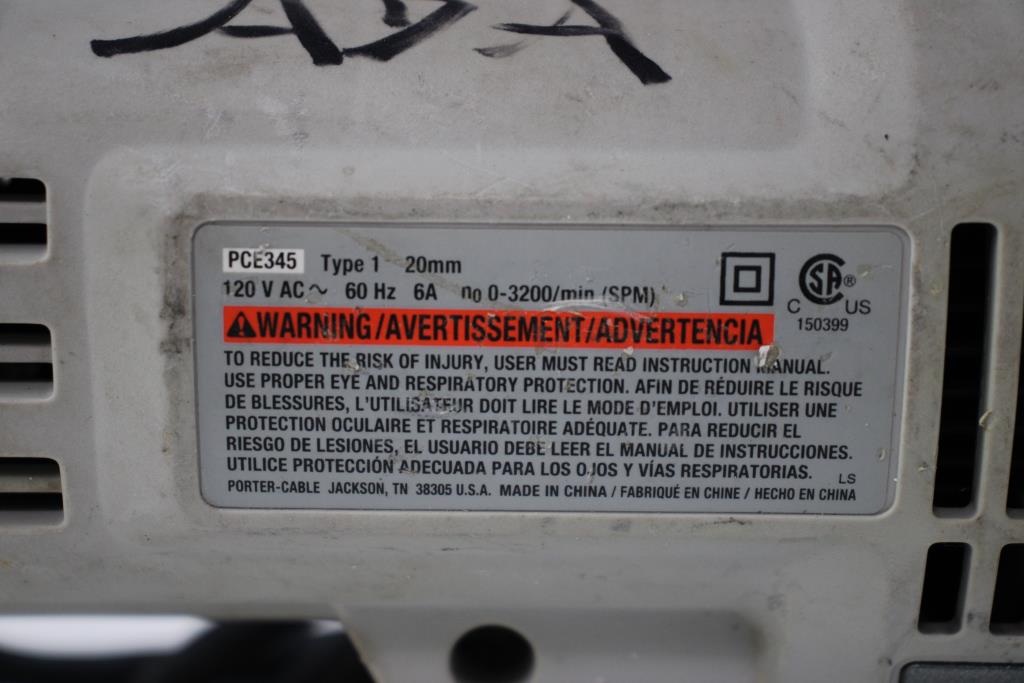 ADA
PCE345 Type 1 20mm
120 V AC~ 60 Hz 6A n₀ 0-3200/min (SPM)
WARNING/AVERTISSEMENT/ADVERTENCIA
TO REDUCE THE RISK OF INJURY, USER MUST READ INSTRUCTION MANUAL.
USE PROPER EYE AND RESPIRATORY PROTECTION. AFIN DE RÉDUIRE LE RISQUE
DE BLESSURES, L'UTILISATEUR DOIT LIRE LE MODE D'EMPLOI. UTILISER UNE
PROTECTION OCULAIRE ET RESPIRATOIRE ADÉQUATE. PARA REDUCIR EL
RIESGO DE LESIONES, EL USUARIO DEBE LEER EL MANUAL DE INSTRUCCIONES.
UTILICE PROTECCIÓN ADECUADA PARA LOS OJOS Y VÍAS RESPIRATORIAS.
LS
PORTER-CABLE JACKSON, TN 38305 U.S.A. MADE IN CHINA / FABRIQUÉ EN CHINE / HECHO EN CHINA
CSA®
C US
150399